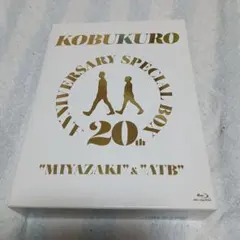 KOBUKURO
ANNIVERSARY SPECIAL BOX
20th
"MIYAZAKI" & "ATB"